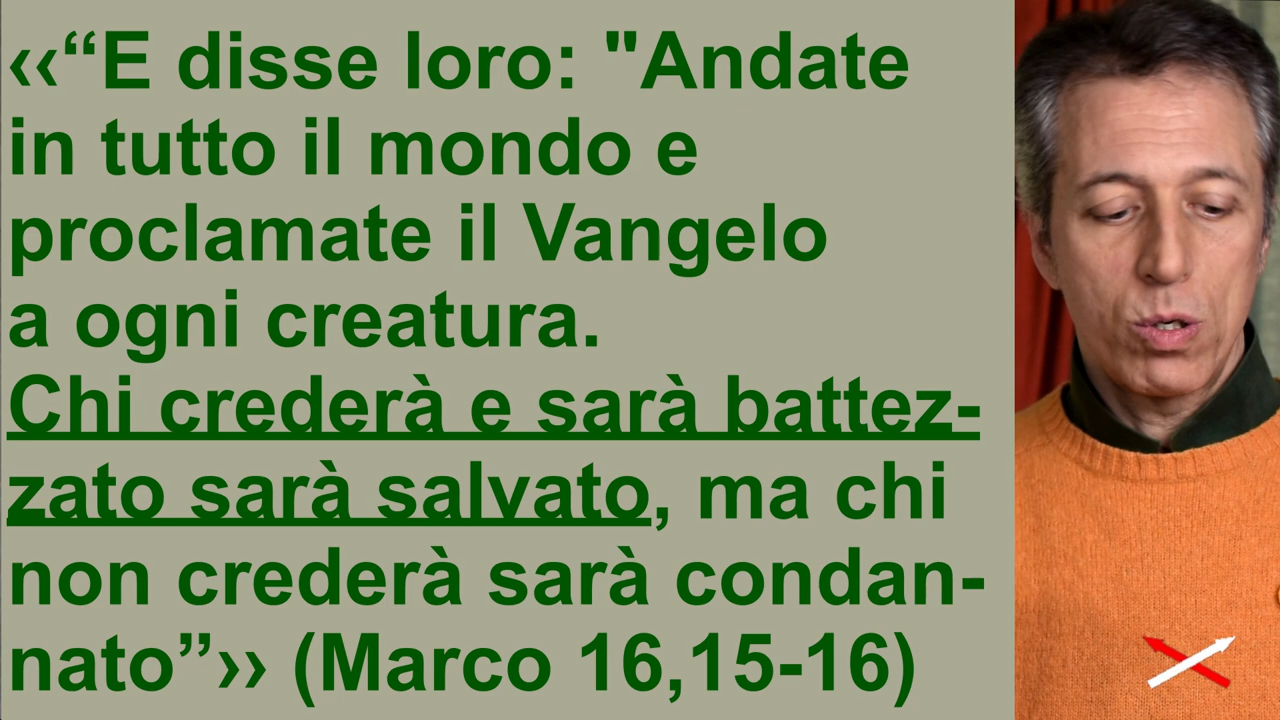 ‹‹“E disse loro: "Andate
in tutto il mondo e
proclamate il Vangelo
a ogni creatura.
Chi crederà e sarà battez-
zato sarà salvato, ma chi
non crederà sarà condan-
nato”›› (Marco 16,15-16)